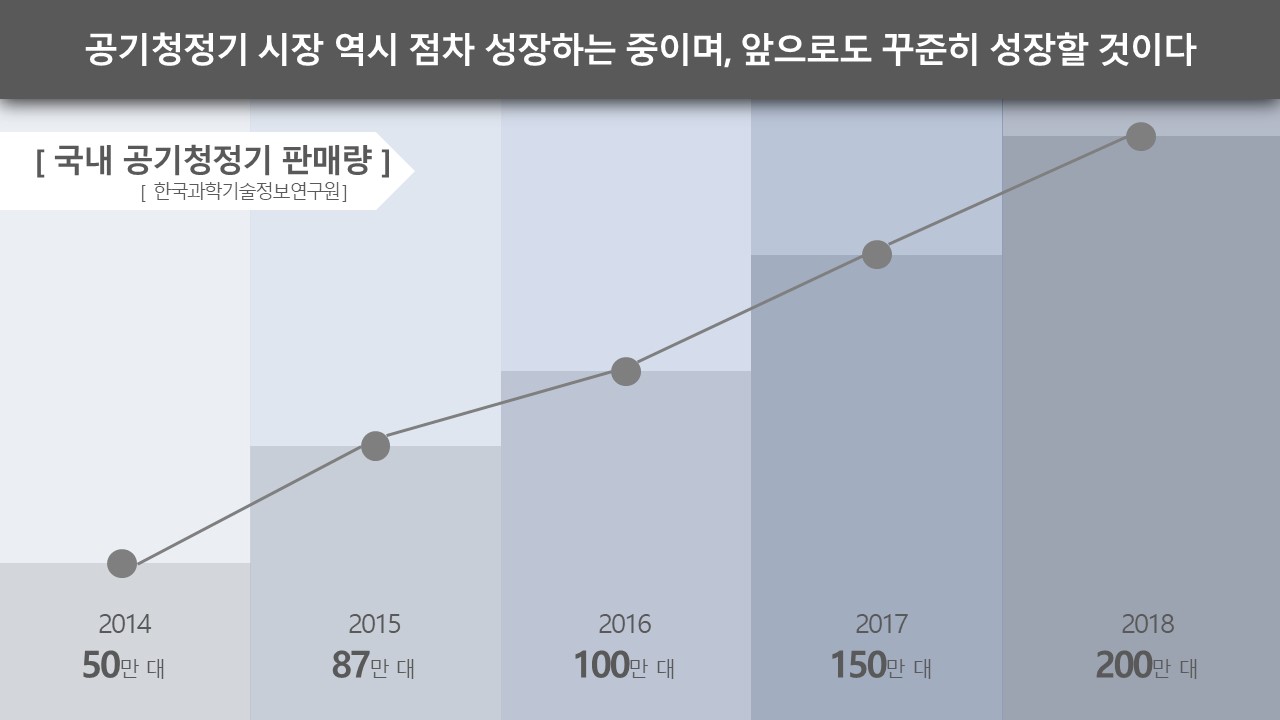 공기청정기 시장 역시 점차 성장하는 중이며, 앞으로도 꾸준히 성장할 것이다
[ 국내 공기청정기 판매량 ]
[ 한국과학기술정보연구원]
2014
50만 대
2015
87만 대
2016
100만 대
2017
150만 대
2018
200만 대